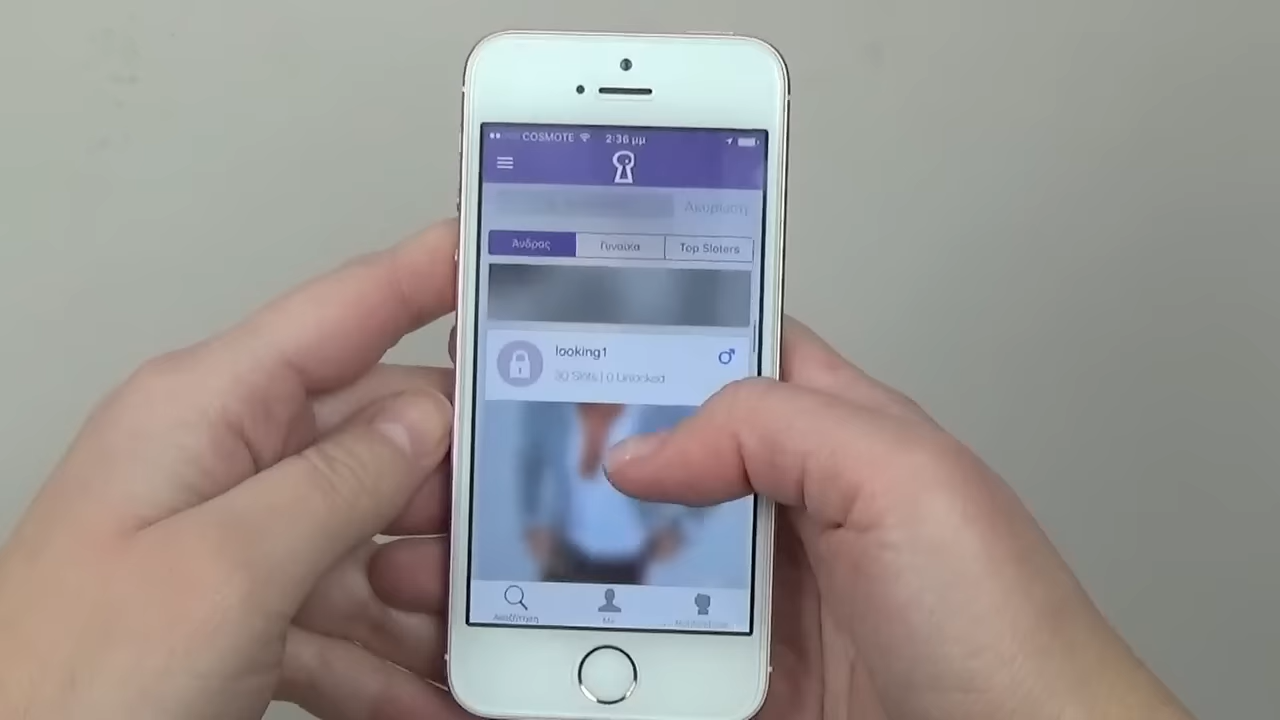 COSMOTE 2:36 μμ
Ακύρωση
Άνδρας Γυναίκα Top Sloters
looking1
30 Slots | 0 Unlocked
Αναζήτηση Me